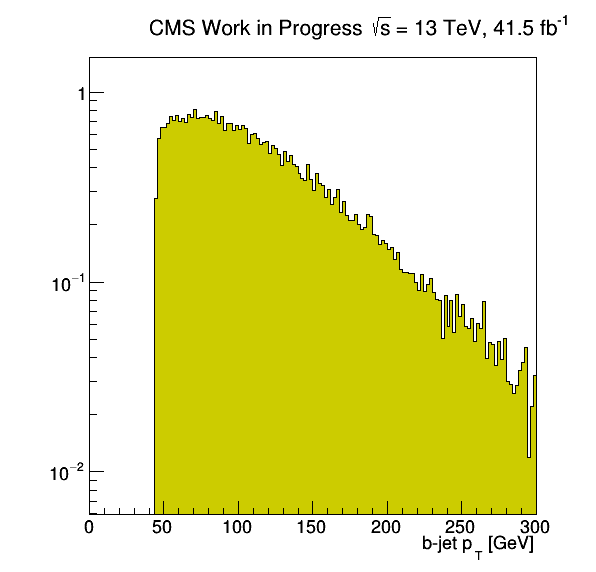 CMS Work in Progress √s = 13 TeV, 41.5 fb⁻¹
1
10⁻¹
10⁻²
0 50 100 150 200 250 300
b-jet p_T [GeV]